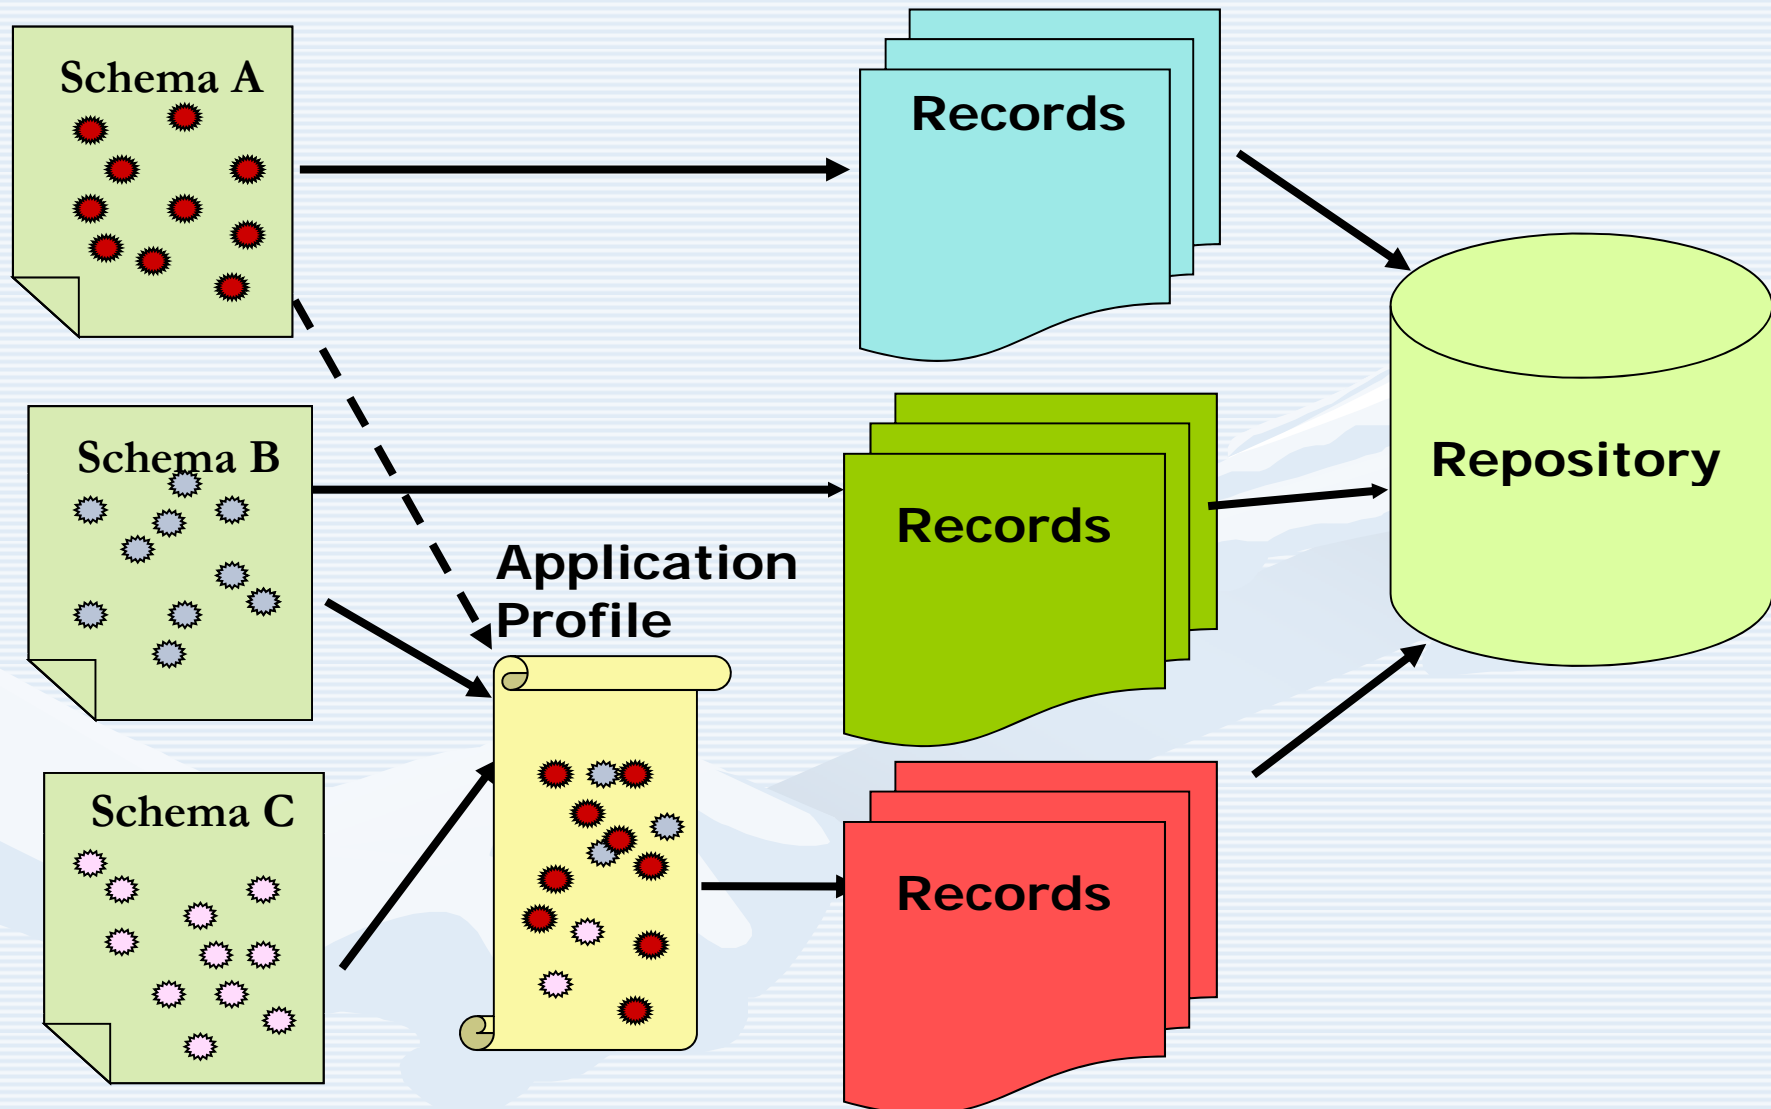 Schema A
Records
Schema B
Repository
Records
Application
Profile
Schema C
Records